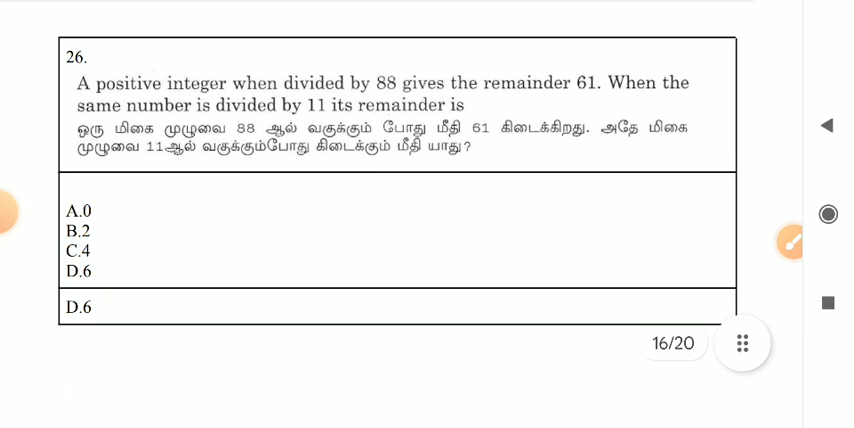 26.
A positive integer when divided by 88 gives the remainder 61. When the
same number is divided by 11 its remainder is
ஒரு மிகை முழுவை 88 ஆல் வகுக்கும் போது மீதி 61 கிடைக்கிறது. அதே மிகை
முழுவை 11ஆல் வகுக்கும்போது கிடைக்கும் மீதி யாது?
A.0
B.2
C.4
D.6
D.6
16/20